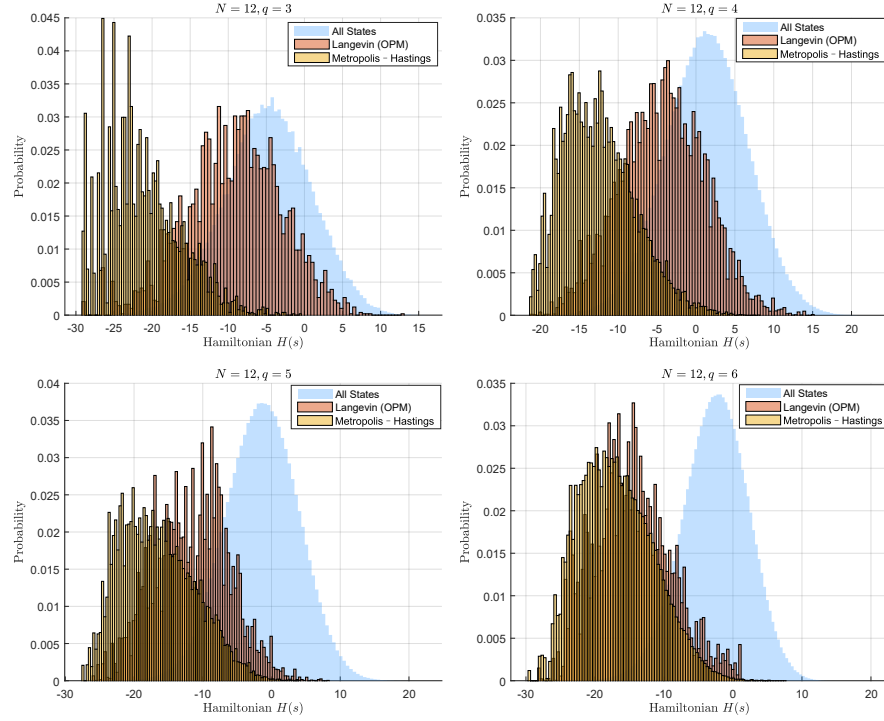 N = 12, q = 3
0.045
0.04
0.035
0.03
0.025
0.02
0.015
0.01
0.005
0
Probability
-30 -25 -20 -15 -10 -5 0 5 10 15
Hamiltonian H(s)
All States
Langevin (OPM)
Metropolis - Hastings
N = 12, q = 4
0.035
0.03
0.025
0.02
0.015
0.01
0.005
0
Probability
-20 -15 -10 -5 0 5 10 15 20
Hamiltonian H(s)
All States
Langevin (OPM)
Metropolis - Hastings
N = 12, q = 5
0.04
0.035
0.03
0.025
0.02
0.015
0.01
0.005
0
Probability
-30 -20 -10 0 10 20
Hamiltonian H(s)
All States
Langevin (OPM)
Metropolis - Hastings
N = 12, q = 6
0.035
0.03
0.025
0.02
0.015
0.01
0.005
0
Probability
-30 -20 -10 0 10 20
Hamiltonian H(s)
All States
Langevin (OPM)
Metropolis - Hastings